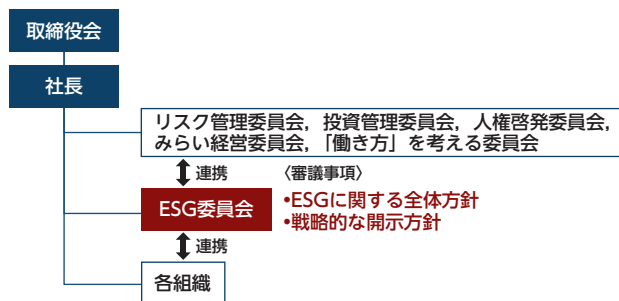 取締役会
社長
リスク管理委員会，投資管理委員会，人権啓発委員会，
みらい経営委員会，「働き方」を考える委員会
連携
〈審議事項〉
ESG委員会
•ESGに関する全体方針
•戦略的な開示方針
連携
各組織